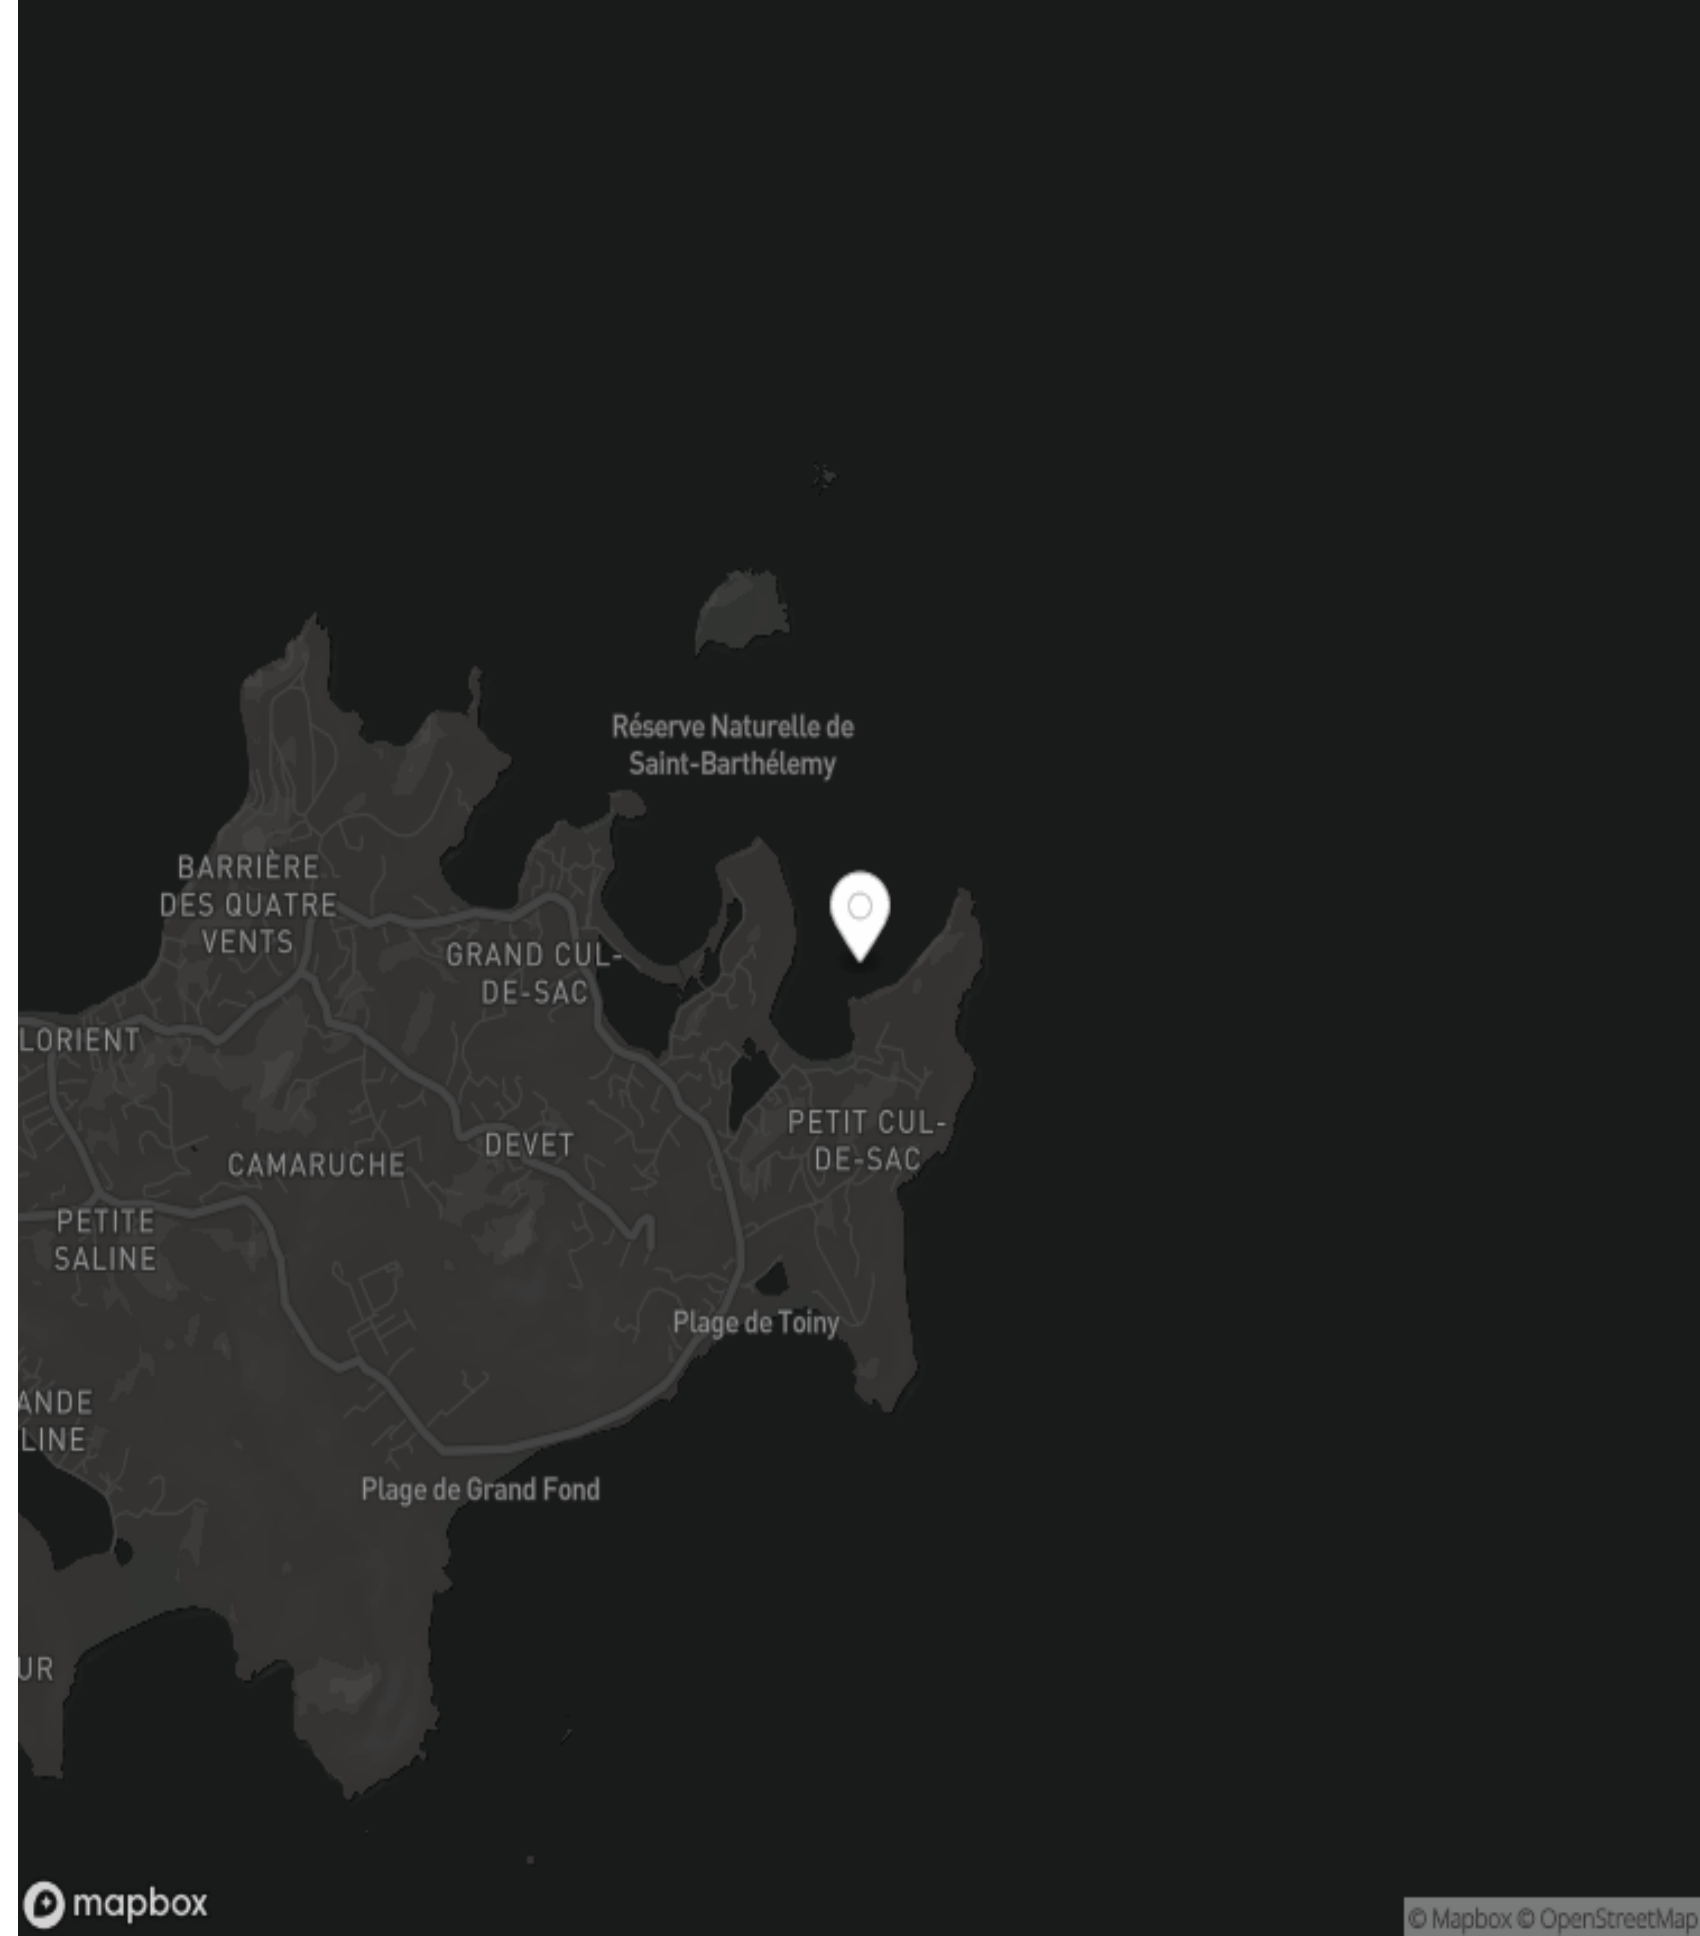 Réserve Naturelle de
Saint-Barthélemy
BARRIÈRE
DES QUATRE
VENTS
GRAND CUL-
DE-SAC
LORIENT
PETIT CUL-
DE-SAC
DEVET
CAMARUCHE
PETITE
SALINE
Plage de Toiny
ANDE
LINE
Plage de Grand Fond
UR
mapbox
© Mapbox © OpenStreetMap